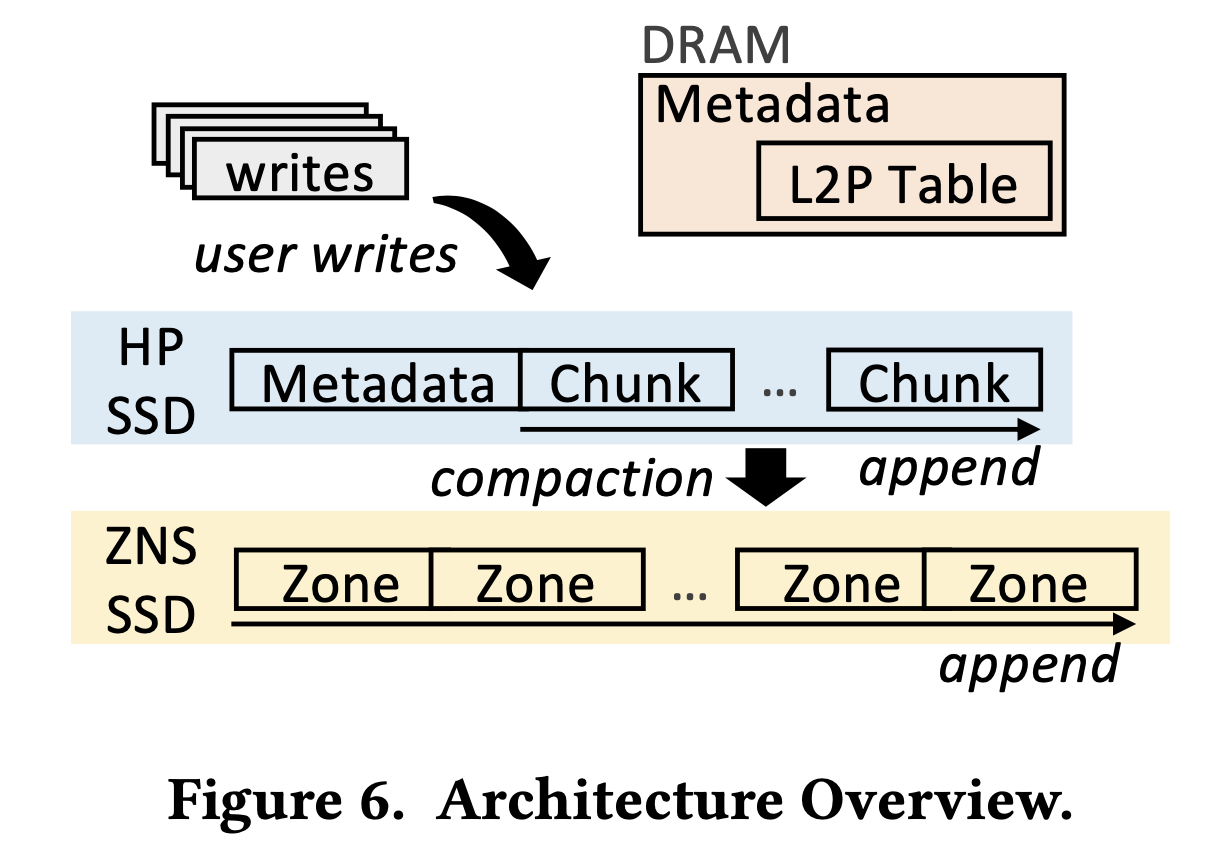 DRAM
Metadata
L2P Table
writes
user writes
HP
SSD
Metadata
Chunk
...
Chunk
append
compaction
ZNS
SSD
Zone
Zone
...
Zone
Zone
append
Figure 6. Architecture Overview.